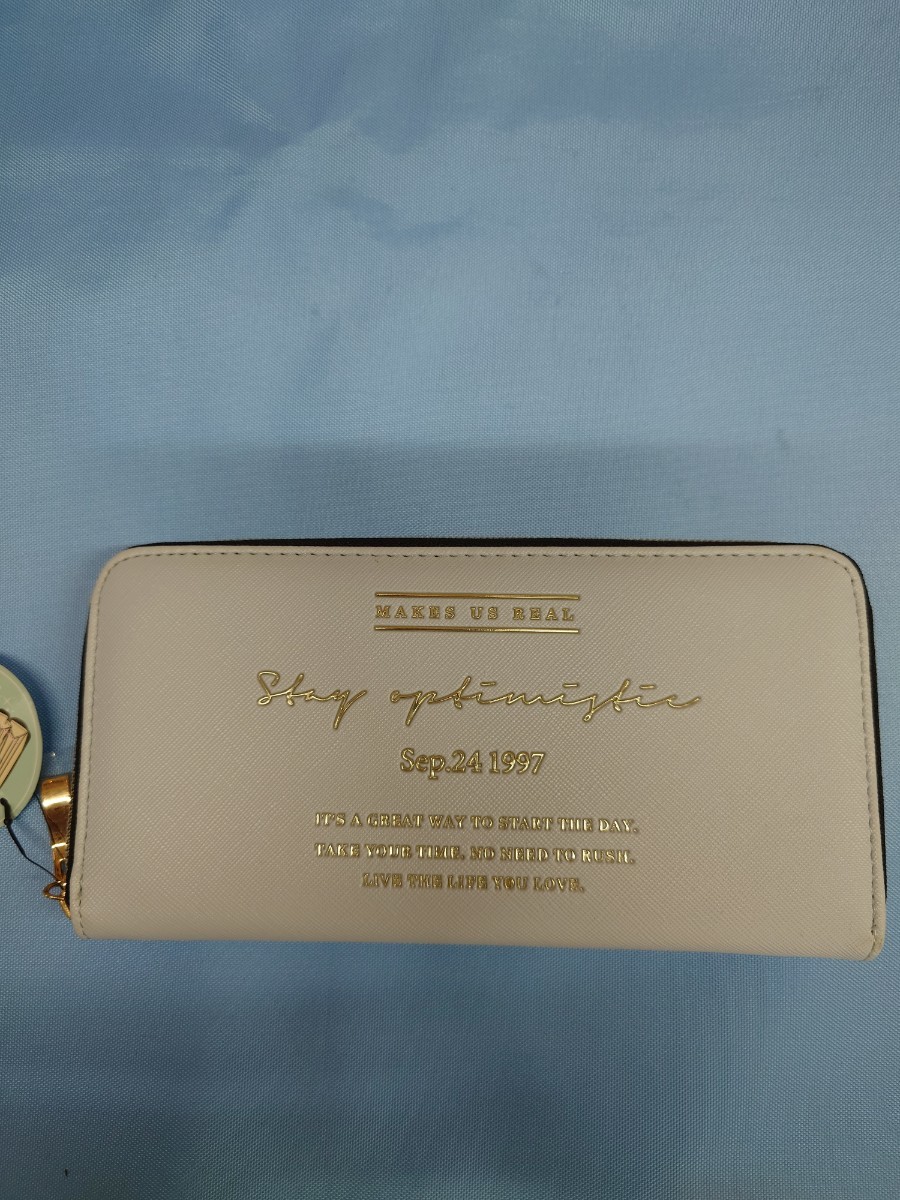 MAKES US REAL
Stay optimistic
Sep.24 1997
IT'S A GREAT WAY TO START THE DAY.
TAKE YOUR TIME. NO NEED TO RUSH.
LIVE THE LIFE YOU LOVE.